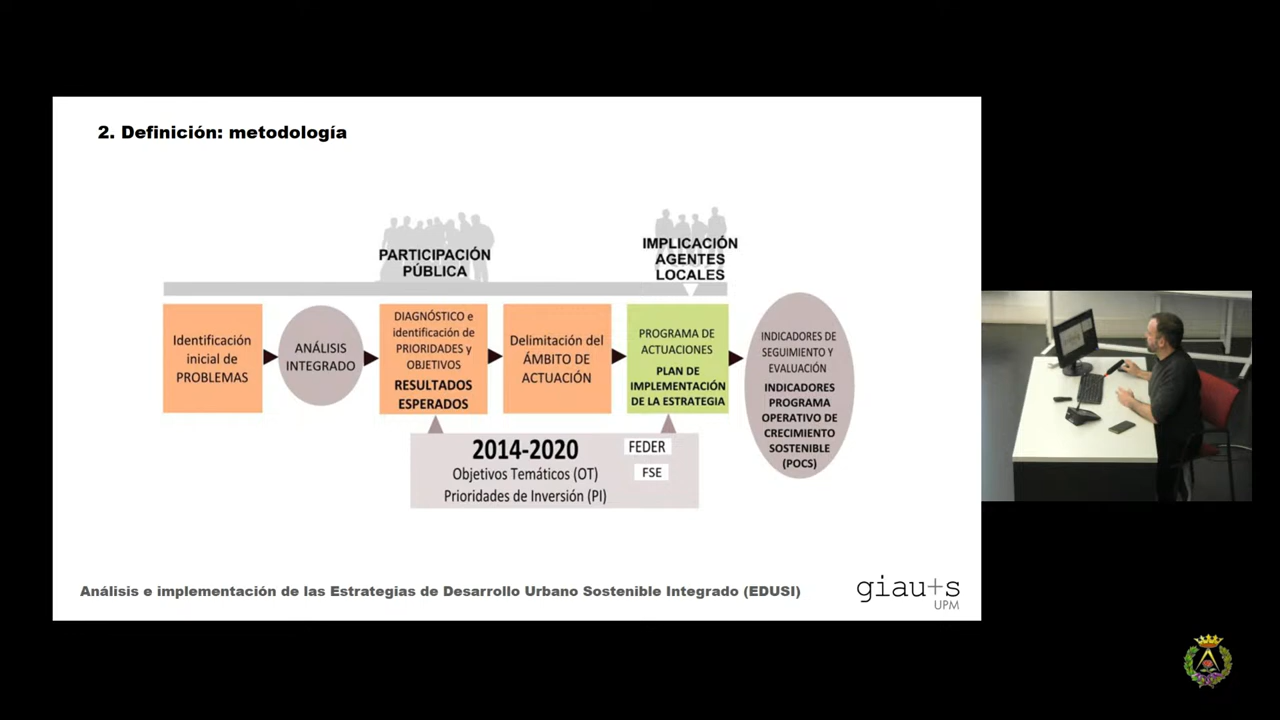 2. Definición: metodología
PARTICIPACIÓN
PÚBLICA
IMPLICACIÓN
AGENTES
LOCALES
Identificación
inicial de
PROBLEMAS
ANÁLISIS
INTEGRADO
DIAGNÓSTICO e
identificación de
PRIORIDADES y
OBJETIVOS
RESULTADOS
ESPERADOS
Delimitación del
ÁMBITO DE
ACTUACIÓN
PROGRAMA DE
ACTUACIONES
PLAN DE
IMPLEMENTACIÓN
DE LA ESTRATEGIA
INDICADORES DE
SEGUIMIENTO Y
EVALUACIÓN
INDICADORES
PROGRAMA
OPERATIVO DE
CRECIMIENTO
SOSTENIBLE
(POCS)
2014-2020
Objetivos Temáticos (OT)
Prioridades de Inversión (PI)
FEDER
FSE
Análisis e implementación de las Estrategias de Desarrollo Urbano Sostenible Integrado (EDUSI)
giau+s
UPM